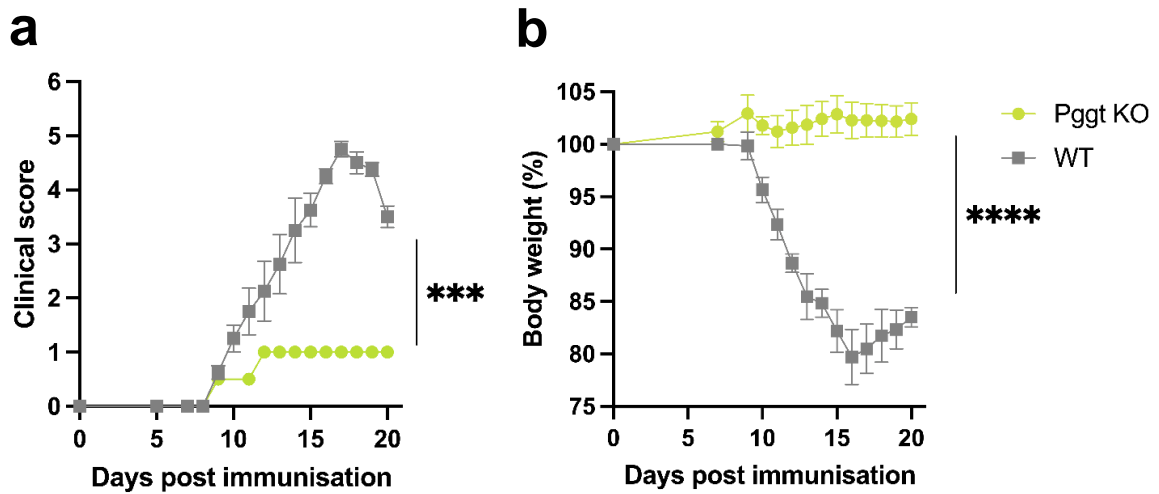 a
Clinical score
6
5
4
3
2
1
0
0 5 10 15 20
Days post immunisation
***
b
Body weight (%)
105
100
95
90
85
80
75
0 5 10 15 20
Days post immunisation
****
Pggt KO
WT